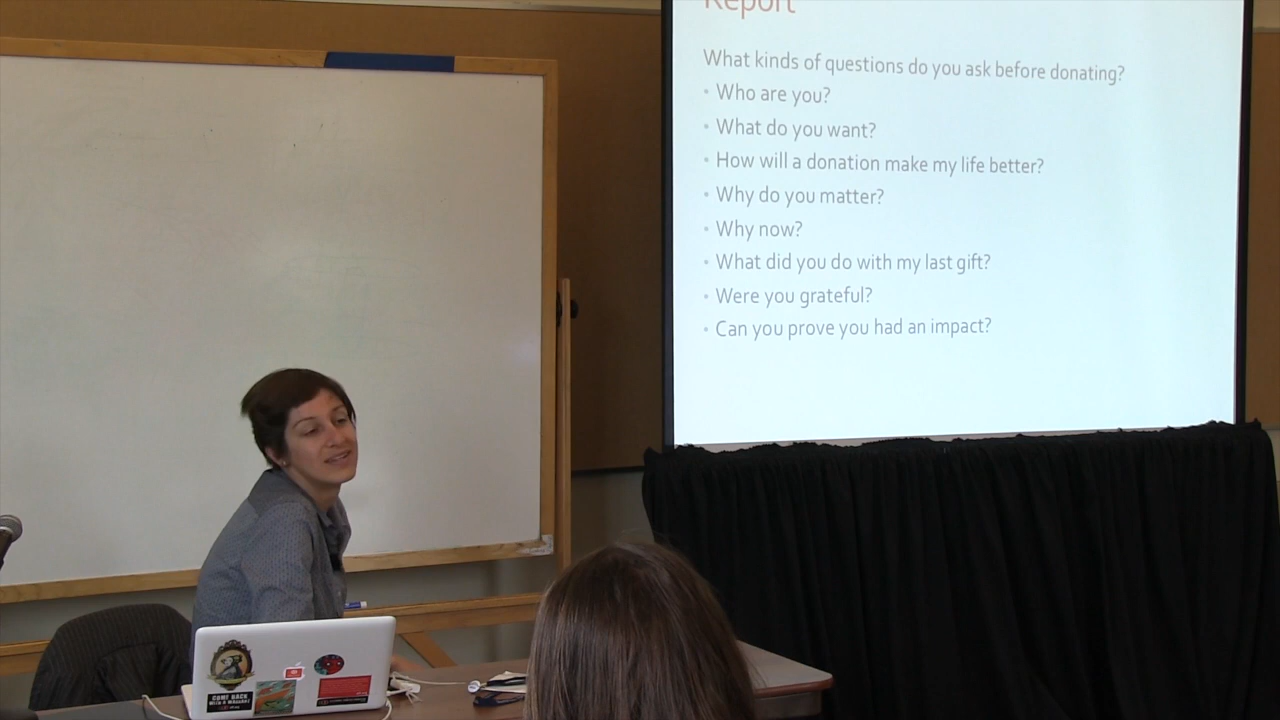 Report
What kinds of questions do you ask before donating?
• Who are you?
• What do you want?
• How will a donation make my life better?
• Why do you matter?
• Why now?
• What did you do with my last gift?
• Were you grateful?
• Can you prove you had an impact?
COME BACK
WITH A WARRANT